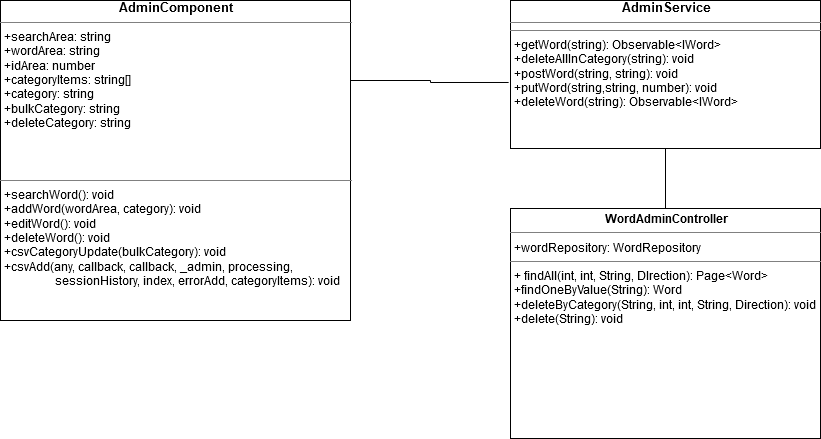 AdminComponent
+searchArea: string
+wordArea: string
+idArea: number
+categoryItems: string[]
+category: string
+bulkCategory: string
+deleteCategory: string
+searchWord(): void
+addWord(wordArea, category): void
+editWord(): void
+deleteWord(): void
+csvCategoryUpdate(bulkCategory): void
+csvAdd(any, callback, callback, _admin, processing,
sessionHistory, index, errorAdd, categoryItems): void
AdminService
+getWord(string): Observable<IWord>
+deleteAllInCategory(string): void
+postWord(string, string): void
+putWord(string,string, number): void
+deleteWord(string): Observable<IWord>
WordAdminController
+wordRepository: WordRepository
+ findAll(int, int, String, DIrection): Page<Word>
+findOneByValue(String): Word
+deleteByCategory(String, int, int, String, Direction): void
+delete(String): void